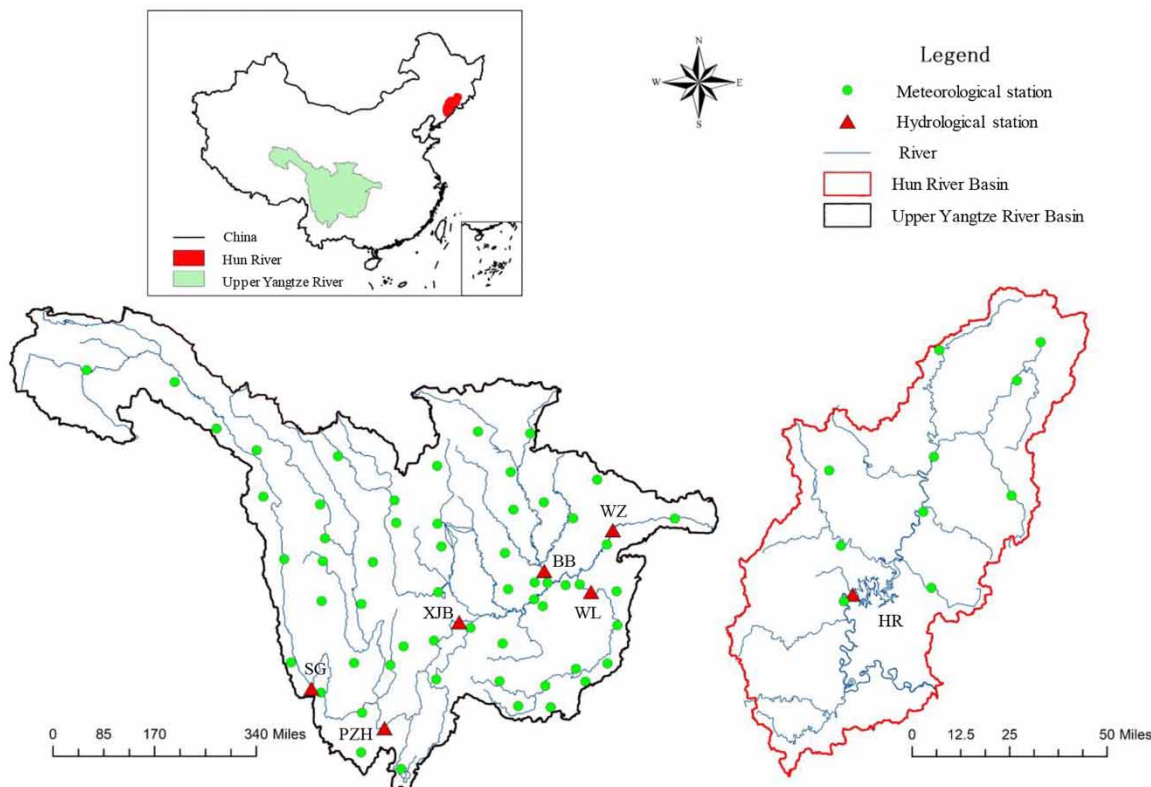 China
Hun River
Upper Yangtze River
N
W
E
S
Legend
Meteorological station
Hydrological station
River
Hun River Basin
Upper Yangtze River Basin
WZ
BB
WL
XJB
SG
PZH
0 85 170 340 Miles
HR
0 12.5 25 50 Miles